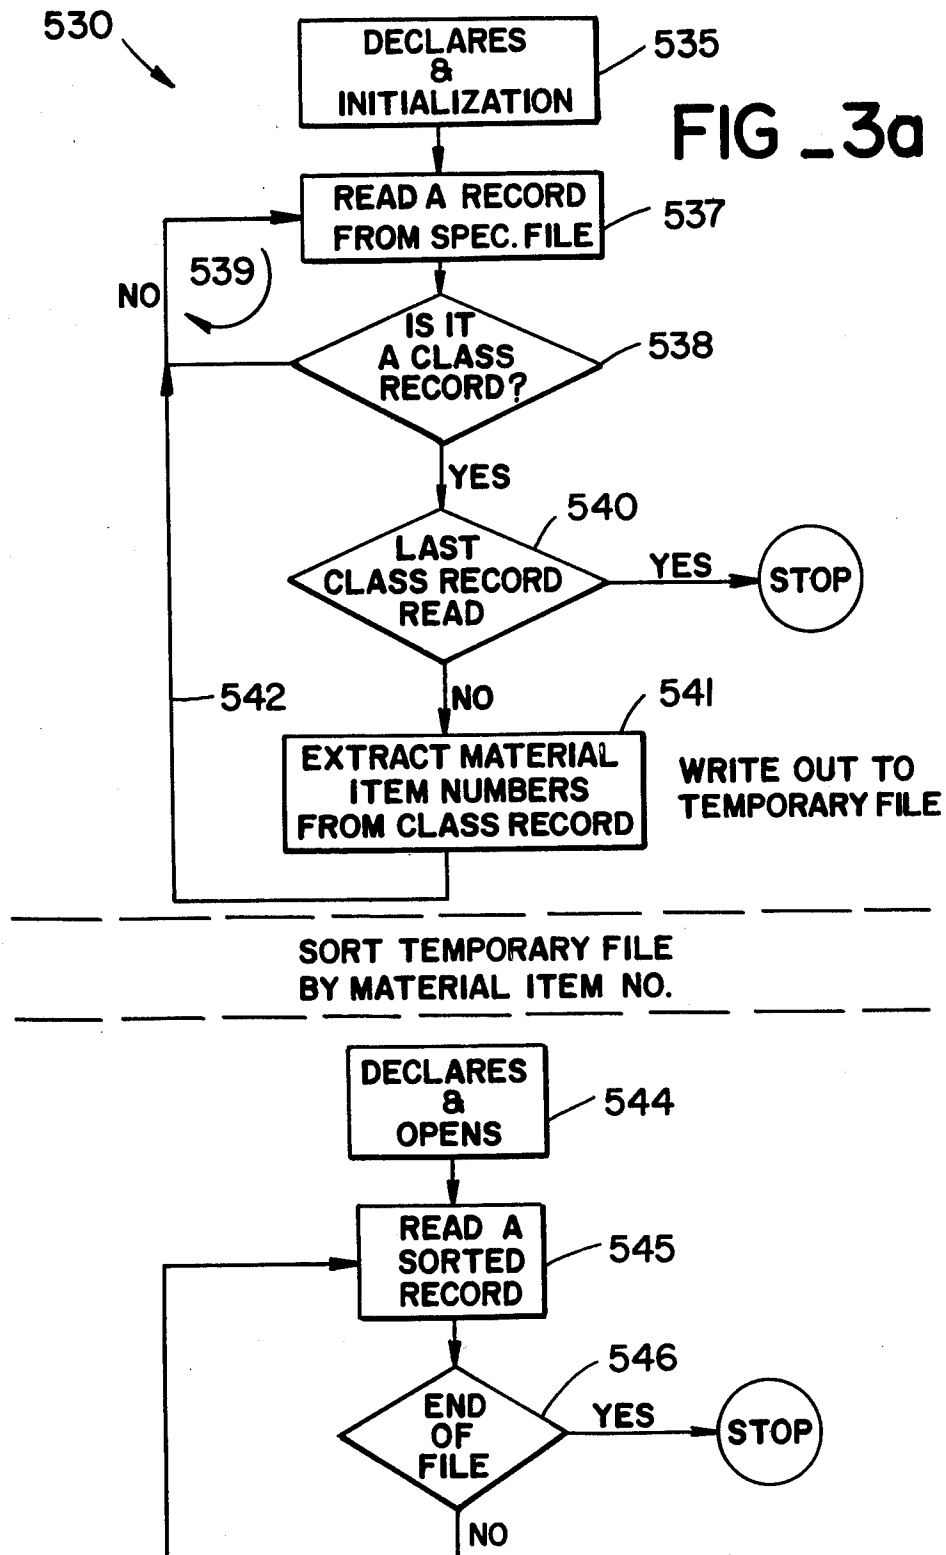 530
DECLARES
&
INITIALIZATION
535
FIG_3a
READ A RECORD
FROM SPEC. FILE
537
539
NO
IS IT
A CLASS
RECORD?
538
YES
540
LAST
CLASS RECORD
READ
YES
STOP
542
NO
541
EXTRACT MATERIAL
ITEM NUMBERS
FROM CLASS RECORD
WRITE OUT TO
TEMPORARY FILE
SORT TEMPORARY FILE
BY MATERIAL ITEM NO.
DECLARES
&
OPENS
544
READ A
SORTED
RECORD
545
546
END
OF
FILE
YES
STOP
NO